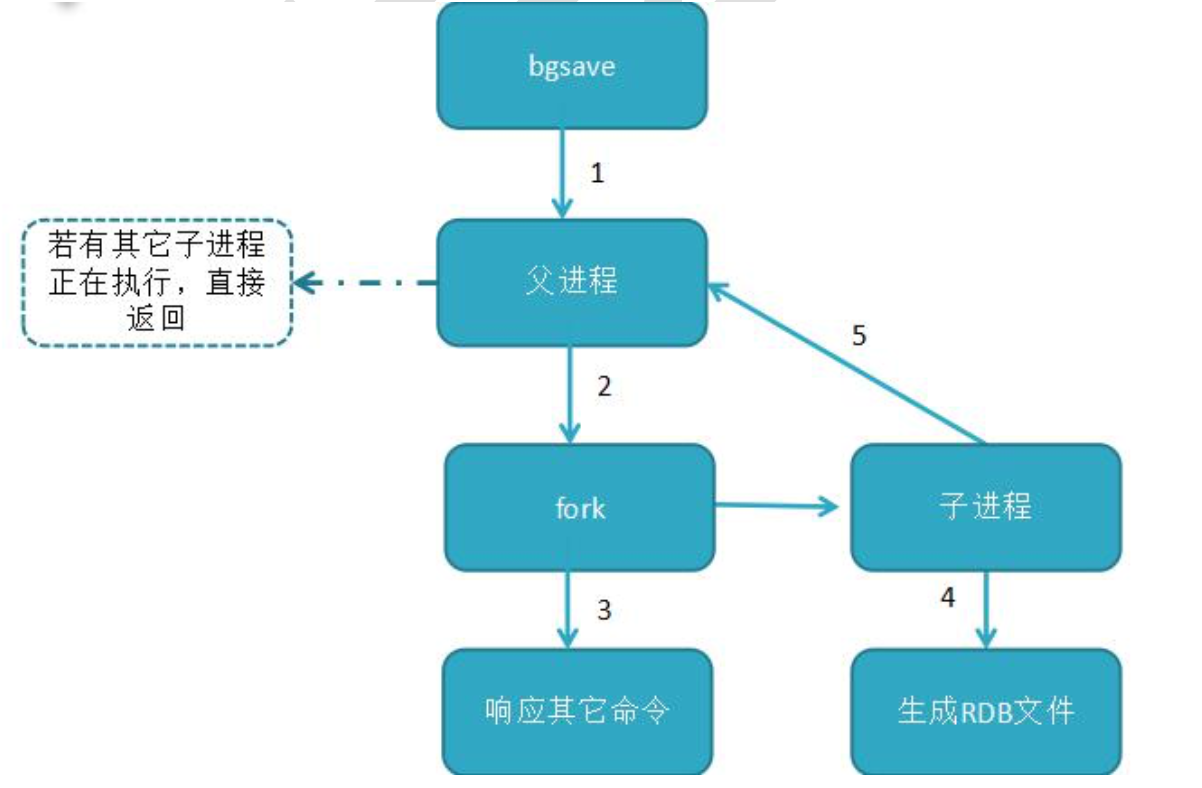 bgsave
1
若有其它子进程
正在执行，直接
返回
父进程
5
2
fork
子进程
3
4
响应其它命令
生成RDB文件